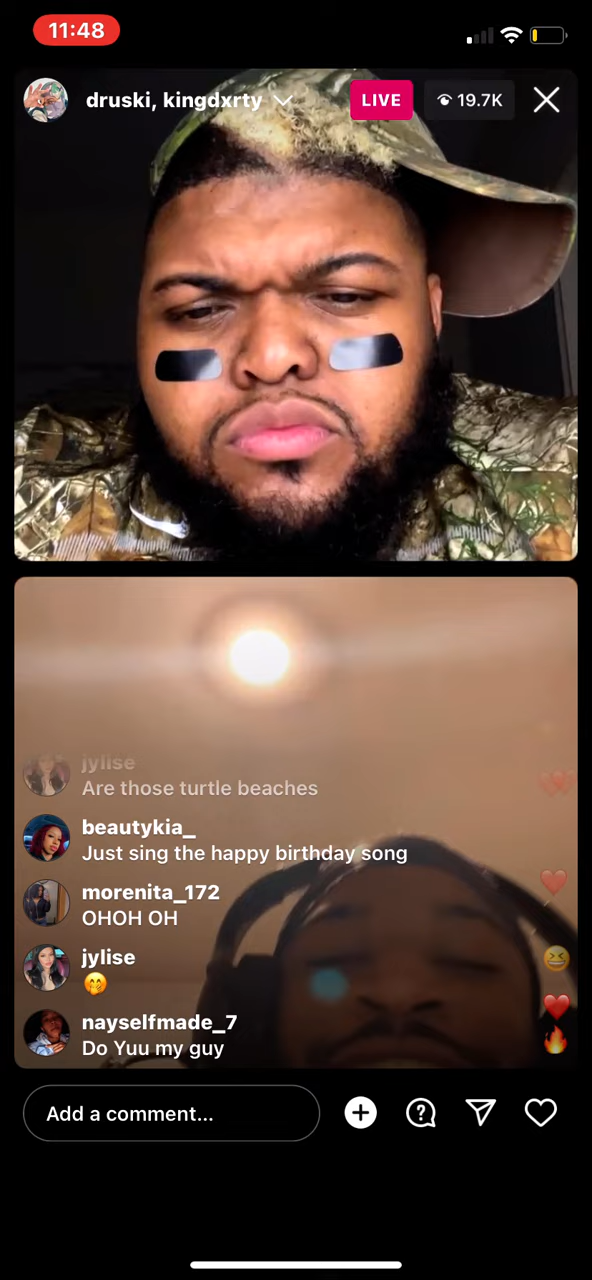 11:48
druski, kingdxrty
LIVE
19.7K
jylise
Are those turtle beaches
beautykia_
Just sing the happy birthday song
morenita_172
OHOH OH
jylise
nayselfmade_7
Do Yuu my guy
Add a comment...